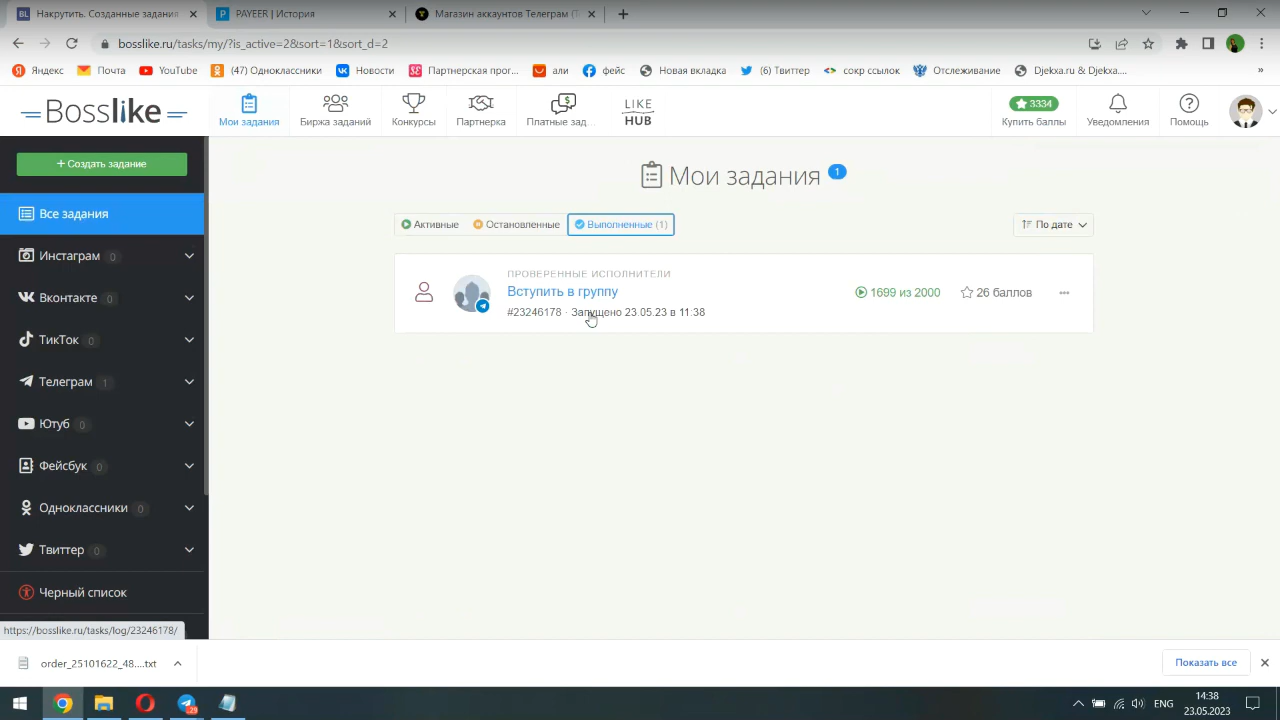 Накрутить. Созданные задания
PAYEER | История
Магазин аккаунтов Телеграм (Т
bosslike.ru/tasks/my/?is_active=2&sort=1&sort_d=2
Яндекс
Почта
YouTube
(47) Одноклассники
Новости
Партнерская прог...
али
фейс
Новая вкладка
(6) Твиттер
сокр ссылок
Отслеживание
Djekxa.ru & Djekxa....
»
Bosslike
Мои задания
Биржа заданий
Конкурсы
Партнерка
Платные зад...
LIKE
HUB
3334
Купить баллы
Уведомления
Помощь
+ Создать задание
Все задания
Инстаграм 0
Вконтакте 0
ТикТок 0
Телеграм 1
Ютуб 0
Фейсбук 0
Одноклассники 0
Твиттер 0
Черный список
Мои задания 1
Активные
Остановленные
Выполненные (1)
По дате
ПРОВЕРЕННЫЕ ИСПОЛНИТЕЛИ
Вступить в группу
#23246178 · Запущено 23.05.23 в 11:38
1699 из 2000
26 баллов
https://bosslike.ru/tasks/log/23246178/
order_25101622_48....txt
Показать все
29
ENG
14:38
23.05.2023